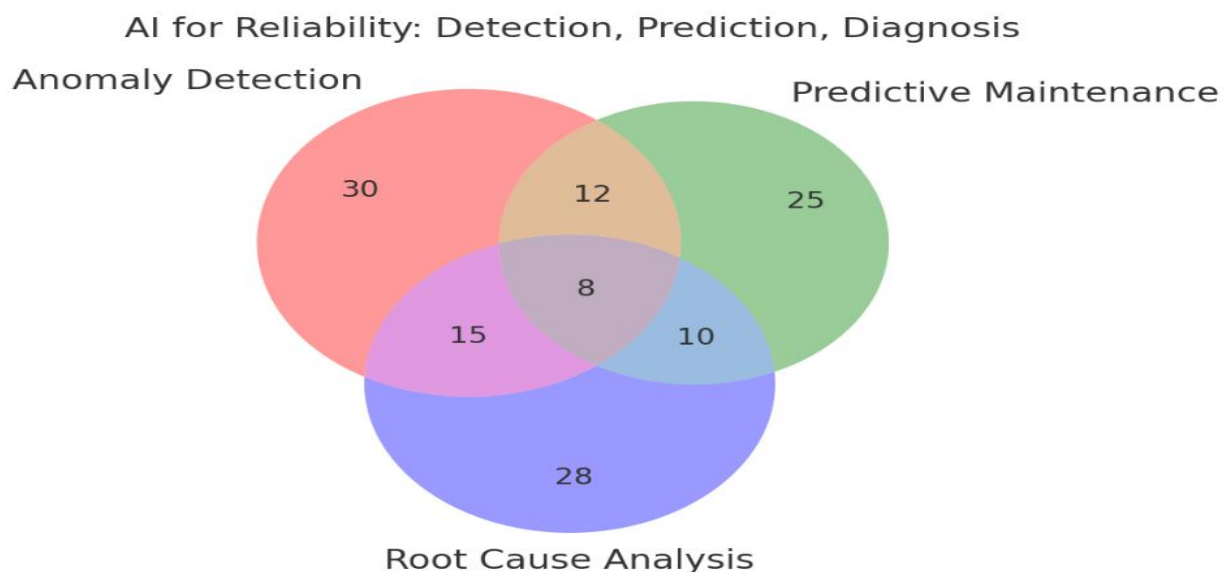 AI for Reliability: Detection, Prediction, Diagnosis
Anomaly Detection
Predictive Maintenance
30
12
25
8
15
10
28
Root Cause Analysis